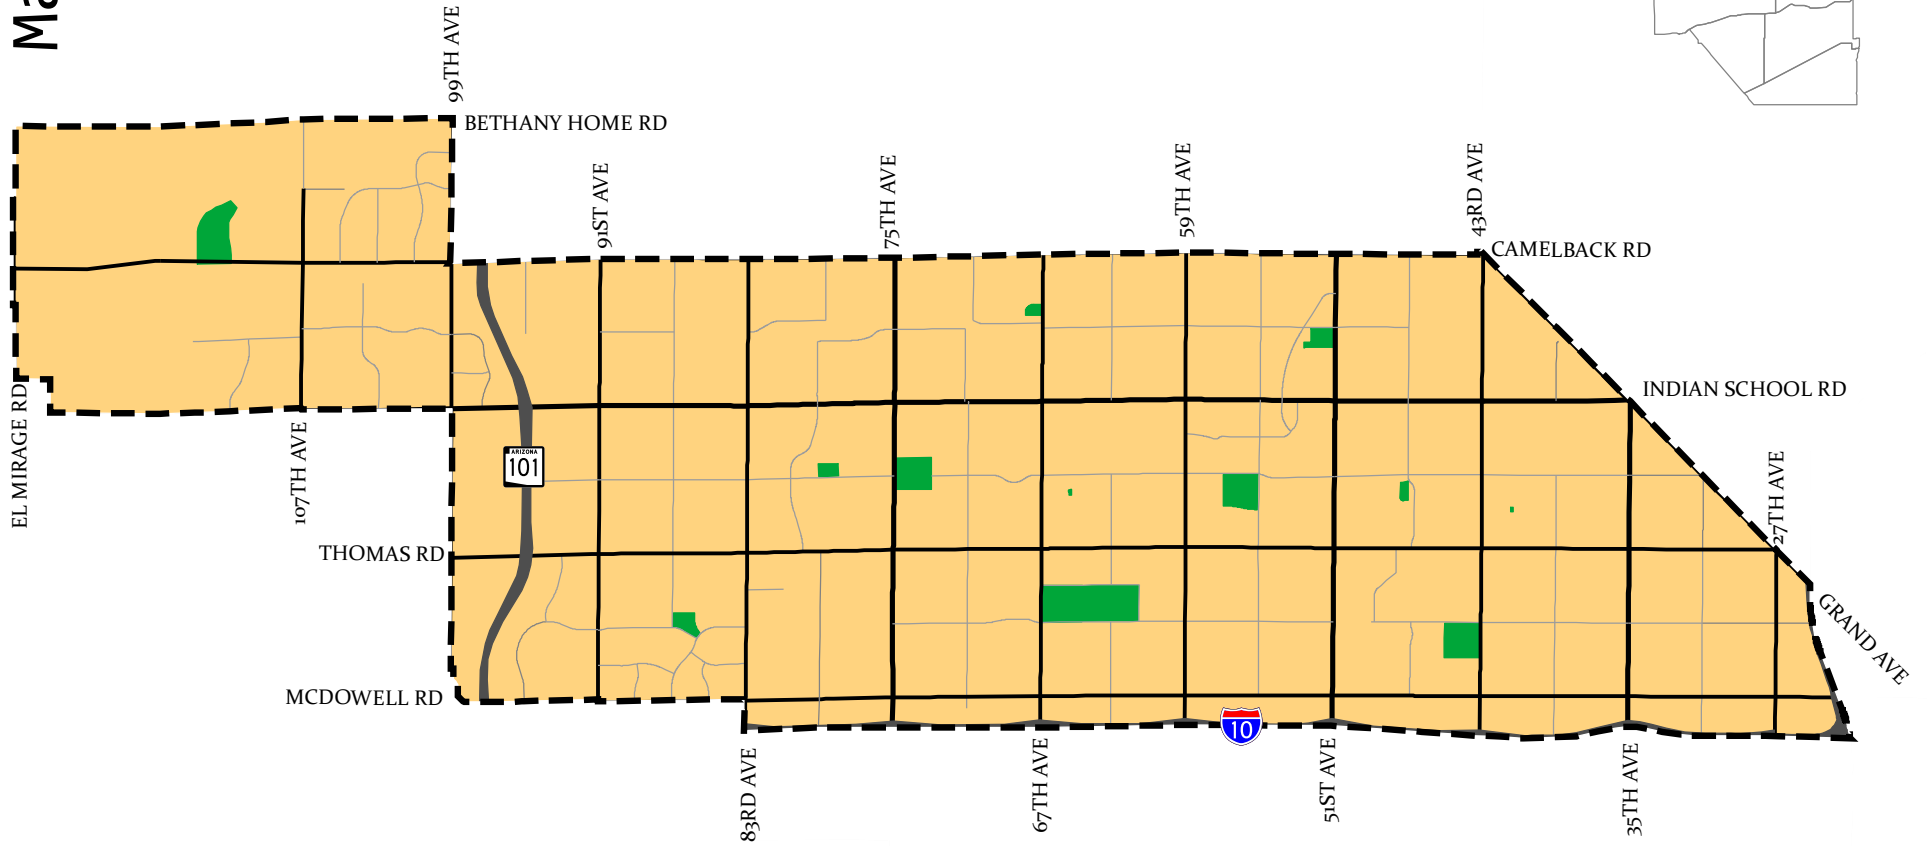 Ma
99TH AVE
BETHANY HOME RD
91ST AVE
75TH AVE
59TH AVE
43RD AVE
CAMELBACK RD
INDIAN SCHOOL RD
EL MIRAGE RD
107TH AVE
ARIZONA
101
27TH AVE
THOMAS RD
GRAND AVE
MCDOWELL RD
10
83RD AVE
67TH AVE
51ST AVE
35TH AVE